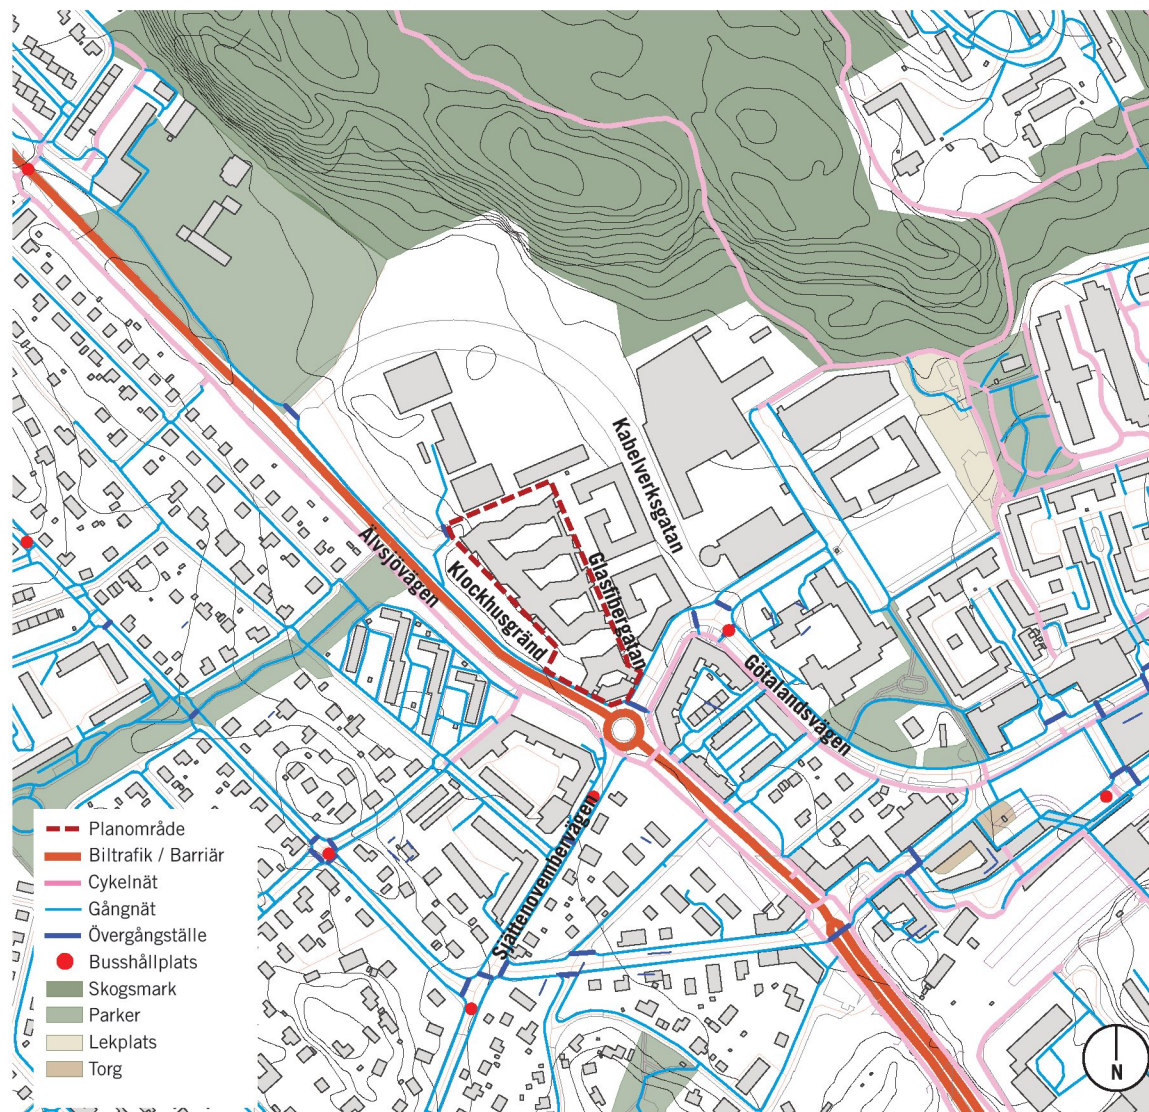 Kabelverksgatan
Älvsjövägen
Klockhusgränd
Glasfibergatan
Götalandsvägen
Sjättenovembervägen
Planområde
Biltrafik / Barriär
Cykelnät
Gångnät
Övergångställe
Busshållplats
Skogsmark
Parker
Lekplats
Torg
N